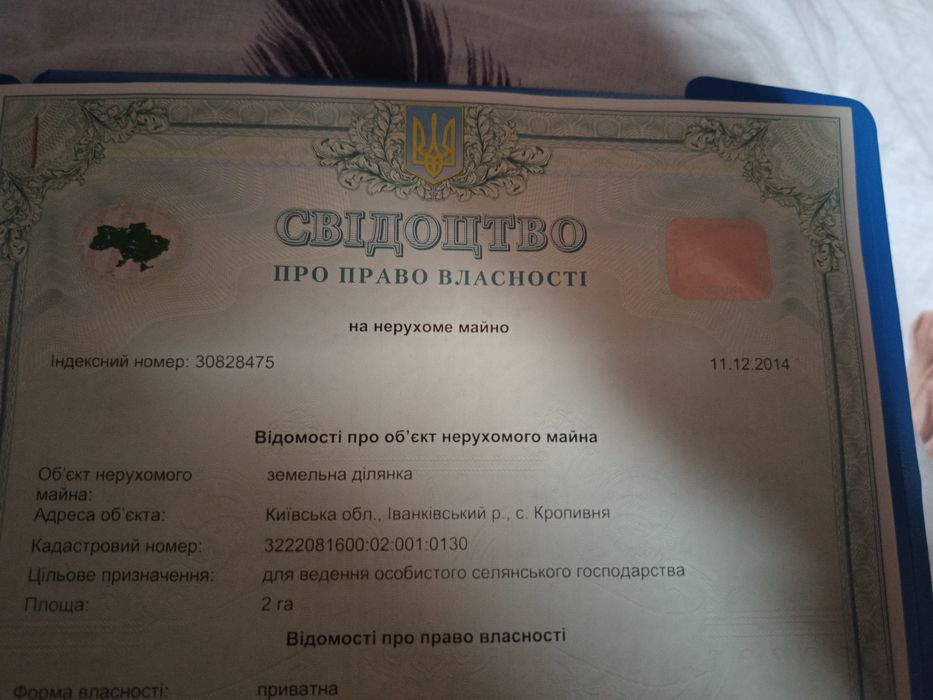 СВІДОЦТВО
ПРО ПРАВО ВЛАСНОСТІ
на нерухоме майно
Індексний номер: 30828475 11.12.2014
Відомості про об'єкт нерухомого майна
Об'єкт нерухомого майна: земельна ділянка
Адреса об'єкта: Київська обл., Іванківський р., с. Кропивня
Кадастровий номер: 3222081600:02:001:0130
Цільове призначення: для ведення особистого селянського господарства
Площа: 2 га
Відомості про право власності
Форма власності: приватна